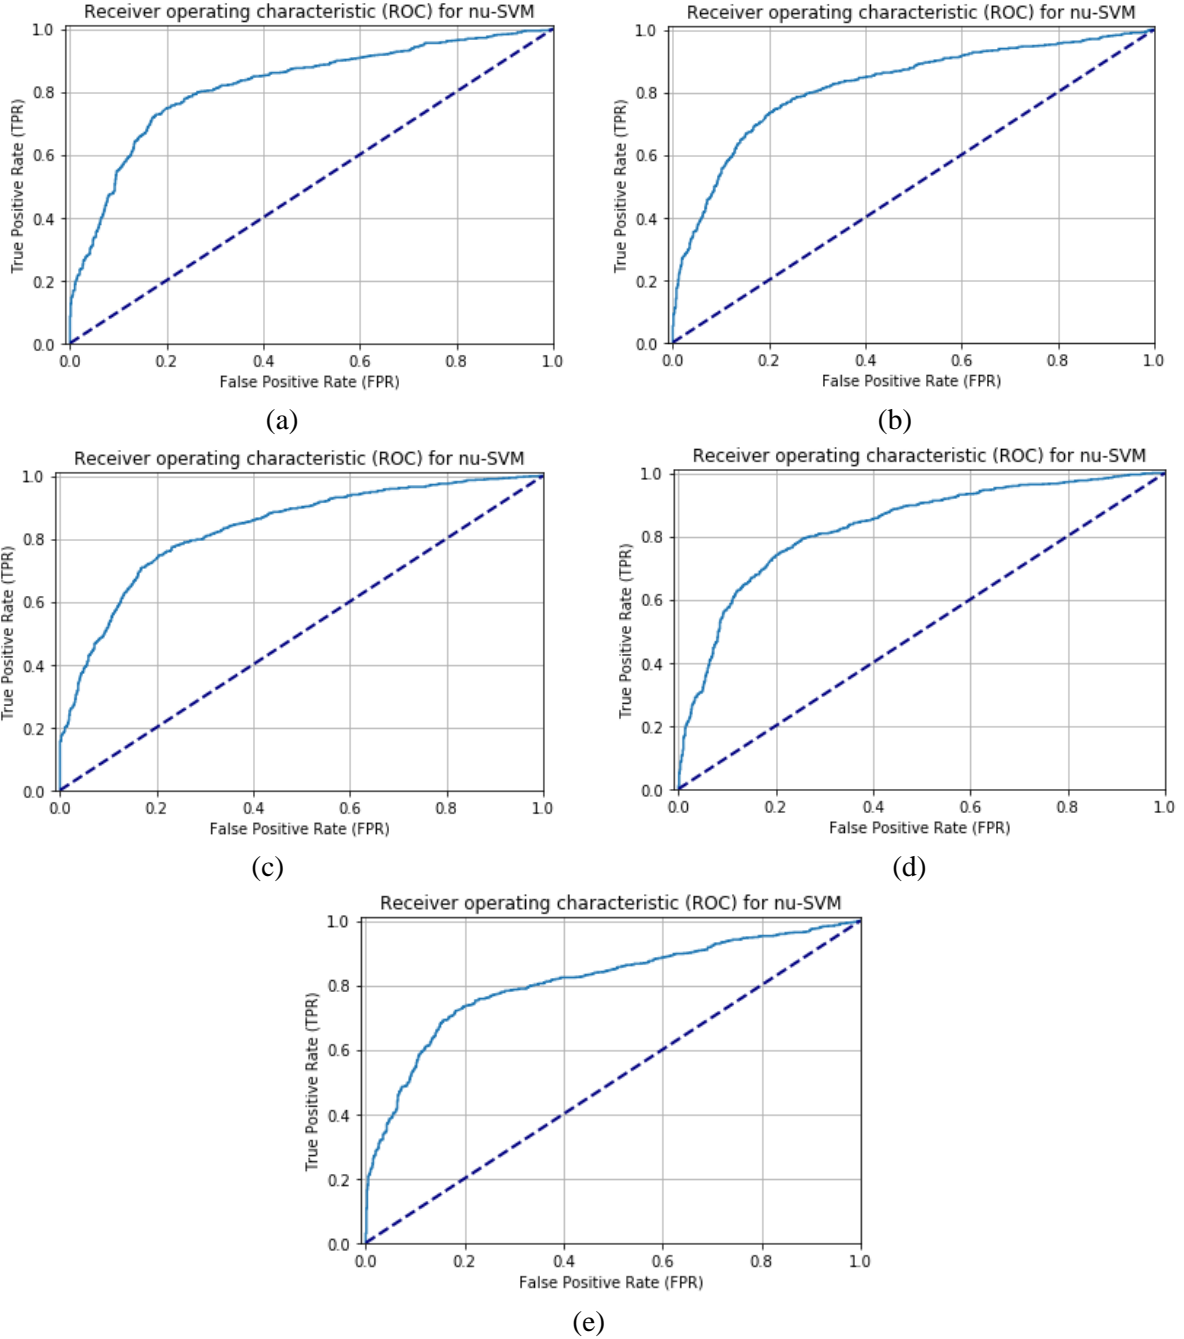 Receiver operating characteristic (ROC) for nu-SVM
1.0
0.8
0.6
0.4
0.2
0.0
True Positive Rate (TPR)
0.0 0.2 0.4 0.6 0.8 1.0
False Positive Rate (FPR)
(a)
Receiver operating characteristic (ROC) for nu-SVM
1.0
0.8
0.6
0.4
0.2
0.0
True Positive Rate (TPR)
0.0 0.2 0.4 0.6 0.8 1.0
False Positive Rate (FPR)
(b)
Receiver operating characteristic (ROC) for nu-SVM
1.0
0.8
0.6
0.4
0.2
0.0
True Positive Rate (TPR)
0.0 0.2 0.4 0.6 0.8 1.0
False Positive Rate (FPR)
(c)
Receiver operating characteristic (ROC) for nu-SVM
1.0
0.8
0.6
0.4
0.2
0.0
True Positive Rate (TPR)
0.0 0.2 0.4 0.6 0.8 1.0
False Positive Rate (FPR)
(d)
Receiver operating characteristic (ROC) for nu-SVM
1.0
0.8
0.6
0.4
0.2
0.0
True Positive Rate (TPR)
0.0 0.2 0.4 0.6 0.8 1.0
False Positive Rate (FPR)
(e)